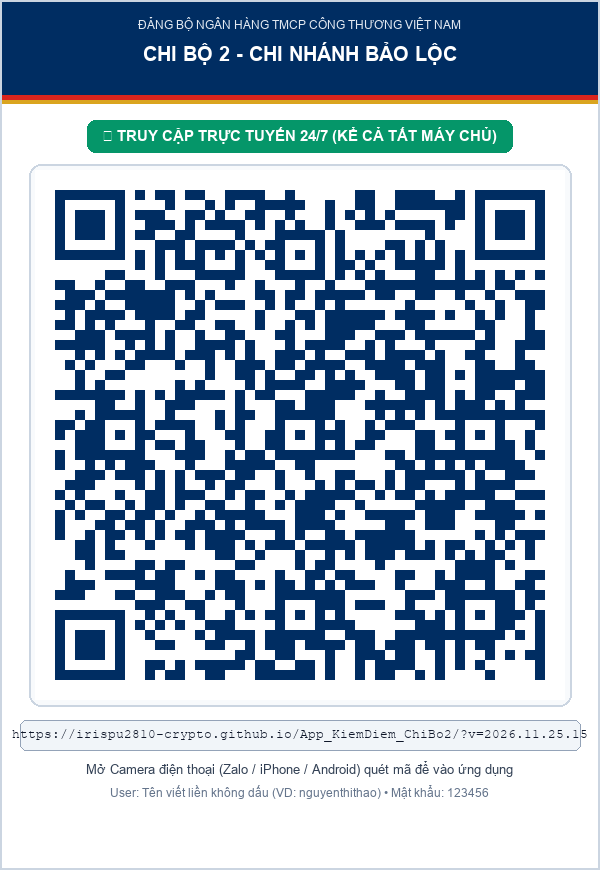 ĐẢNG BỘ NGÂN HÀNG TMCP CÔNG THƯƠNG VIỆT NAM
CHI BỘ 2 - CHI NHÁNH BẢO LỘC
TRUY CẬP TRỰC TUYẾN 24/7 (KỂ CẢ TẮT MÁY CHỦ)
https://irispu2810-crypto.github.io/App_KiemDiem_ChiBo2/?v=2026.11.25.15
Mở Camera điện thoại (Zalo / iPhone / Android) quét mã để vào ứng dụng
User: Tên viết liền không dấu (VD: nguyenthithao) • Mật khẩu: 123456